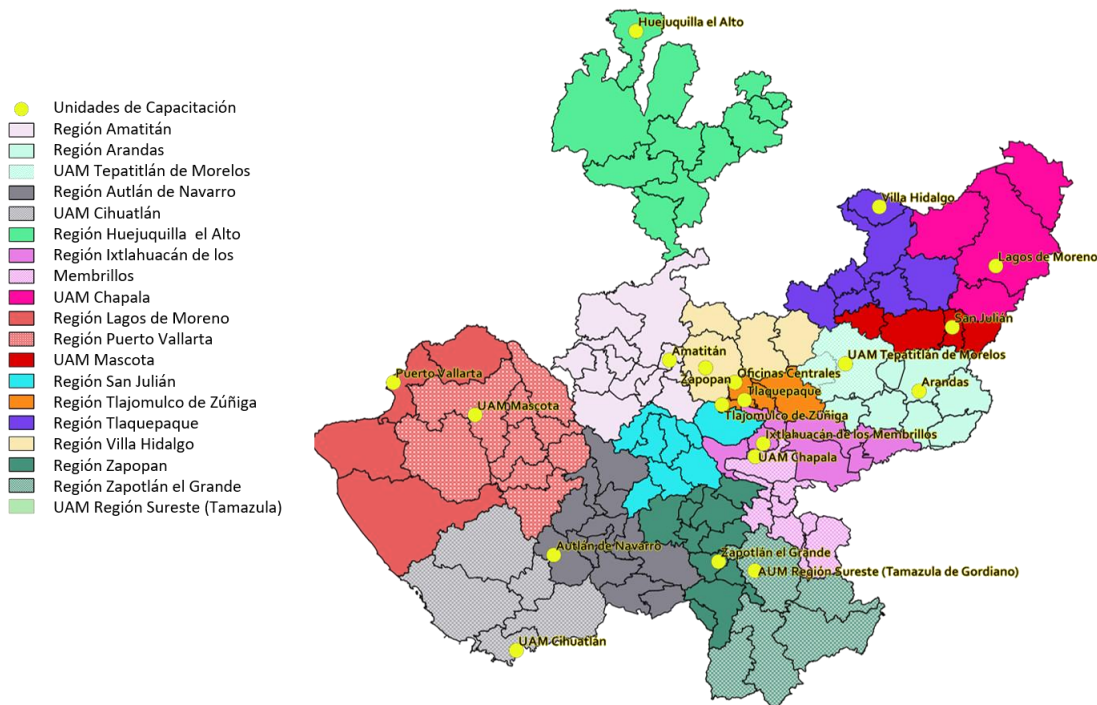 Unidades de Capacitación
Región Amatitán
Región Arandas
UAM Tepatitlán de Morelos
Región Autlán de Navarro
UAM Cihuatlán
Región Huejuquilla  el Alto
Región Ixtlahuacán de los
Membrillos
UAM Chapala
Región Lagos de Moreno
Región Puerto Vallarta
UAM Mascota
Región San Julián
Región Tlajomulco de Zúñiga
Región Tlaquepaque
Región Villa Hidalgo
Región Zapopan
Región Zapotlán el Grande
UAM Región Sureste (Tamazula)
Huejuquilla el Alto
Villa Hidalgo
Lagos de Moreno
San Julián
Amatitán
UAM Tepatitlán de Morelos
Puerto Vallarta
Zapopan
Oficinas Centrales
Arandas
Tlaquepaque
UAM Mascota
Tlajomulco de Zúñiga
Ixtlahuacán de los Membrillos
UAM Chapala
Autlán de Navarro
Zapotlán el Grande
AUM Región Sureste (Tamazula de Gordiano)
UAM Cihuatlán